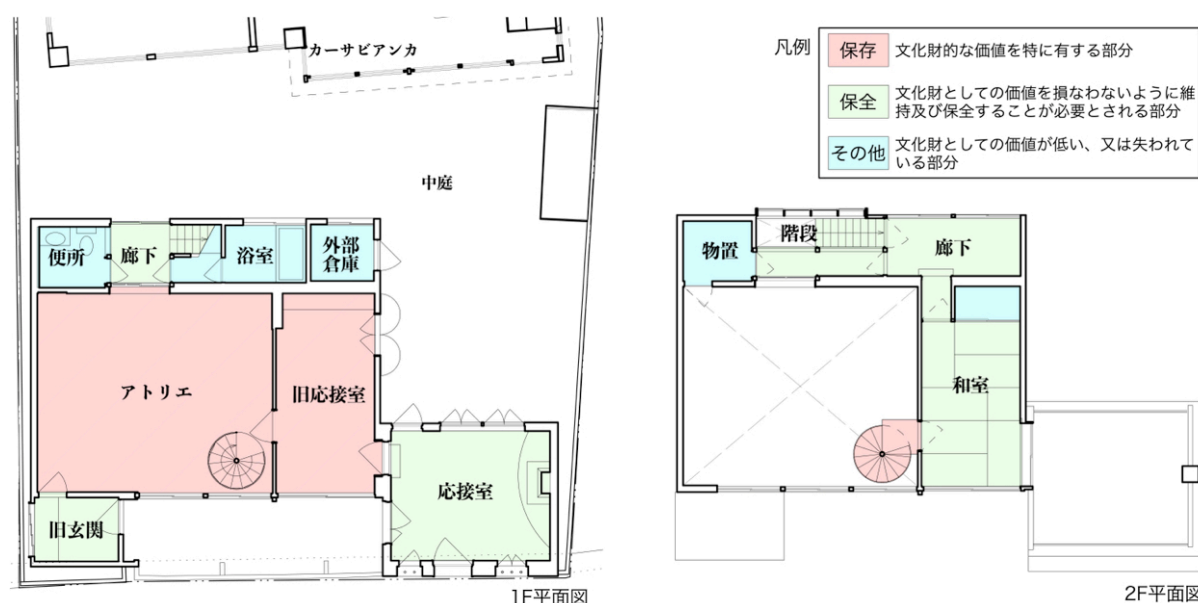 カーサビアンカ
中庭
便所
廊下
浴室
外部
倉庫
アトリエ
旧応接室
応接室
旧玄関
1F平面図
凡例
保存
文化財的な価値を特に有する部分
保全
文化財としての価値を損なわないように維
持及び保全することが必要とされる部分
その他
文化財としての価値が低い、又は失われて
いる部分
物置
階段
廊下
和室
2F平面図